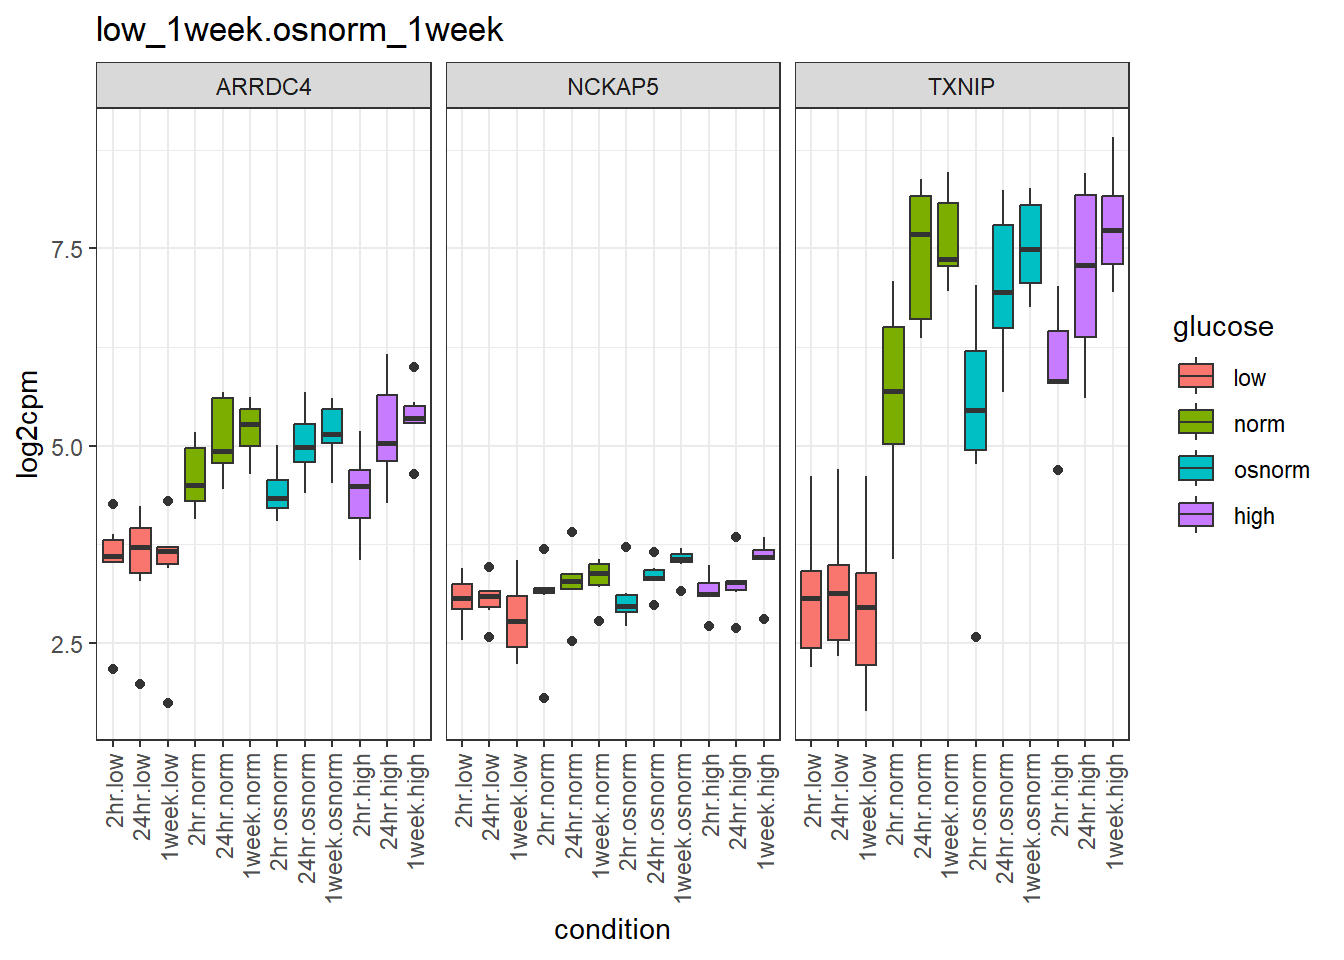 low_1week.osnorm_1week
ARRDC4
NCKAP5
TXNIP
log2cpm
7.5
5.0
2.5
2hr.low
24hr.low
1week.low
2hr.norm
24hr.norm
1week.norm
2hr.osnorm
24hr.osnorm
1week.osnorm
2hr.high
24hr.high
1week.high
2hr.low
24hr.low
1week.low
2hr.norm
24hr.norm
1week.norm
2hr.osnorm
24hr.osnorm
1week.osnorm
2hr.high
24hr.high
1week.high
2hr.low
24hr.low
1week.low
2hr.norm
24hr.norm
1week.norm
2hr.osnorm
24hr.osnorm
1week.osnorm
2hr.high
24hr.high
1week.high
condition
glucose
low
norm
osnorm
high